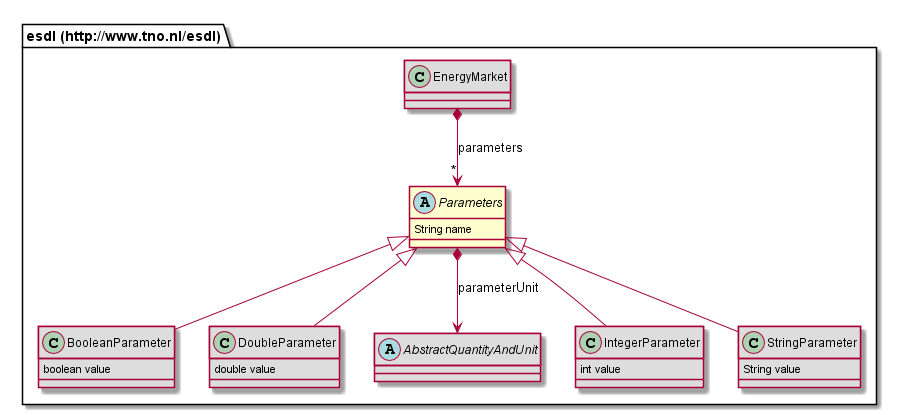 esdl (http://www.tno.nl/esdl)
C EnergyMarket
parameters
*
A Parameters
String name
parameterUnit
C BooleanParameter
boolean value
C DoubleParameter
double value
A AbstractQuantityAndUnit
C IntegerParameter
int value
C StringParameter
String value